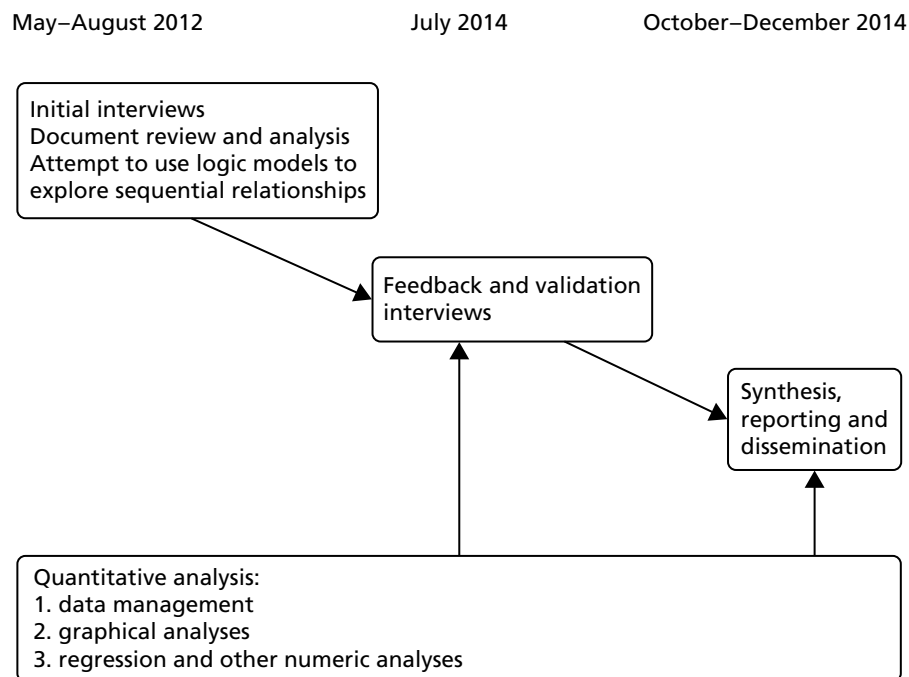 May–August 2012
July 2014
October–December 2014
Initial interviews
Document review and analysis
Attempt to use logic models to
explore sequential relationships
Feedback and validation
interviews
Synthesis,
reporting and
dissemination
Quantitative analysis:
1. data management
2. graphical analyses
3. regression and other numeric analyses